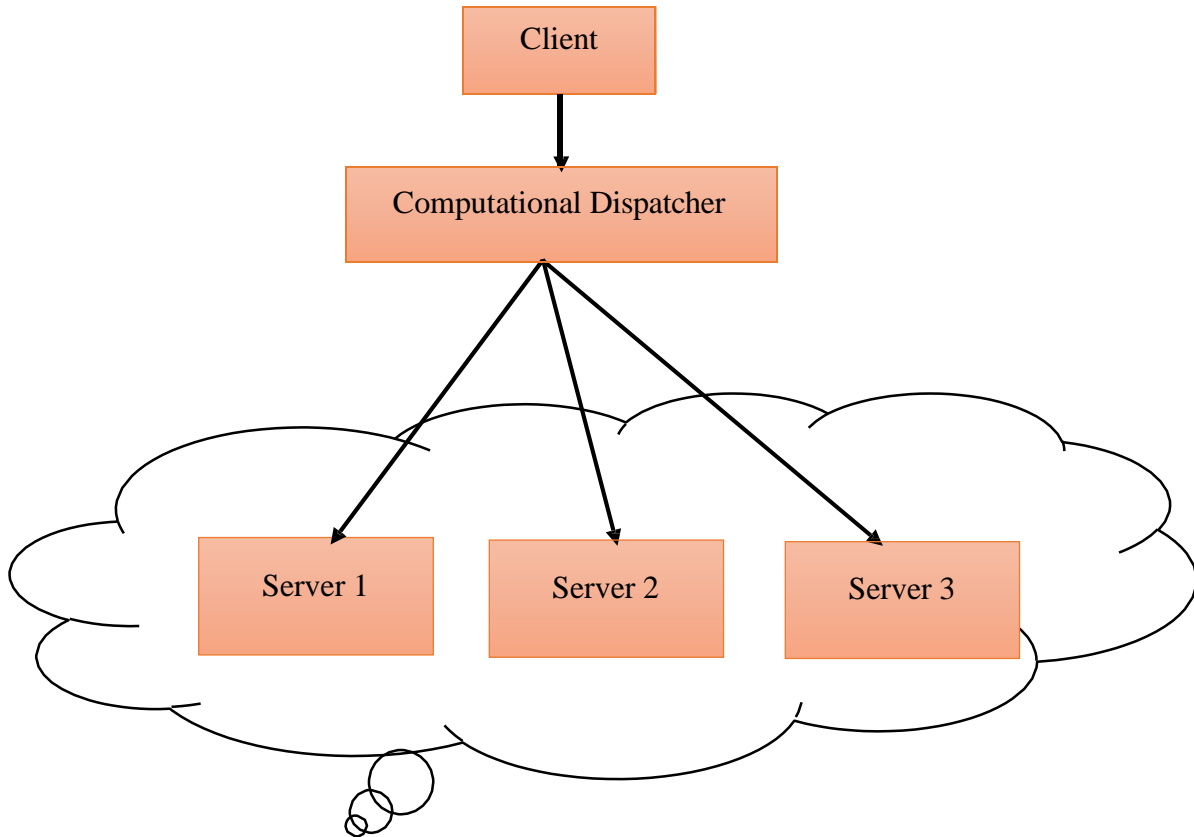 Client
Computational Dispatcher
Server 1
Server 2
Server 3